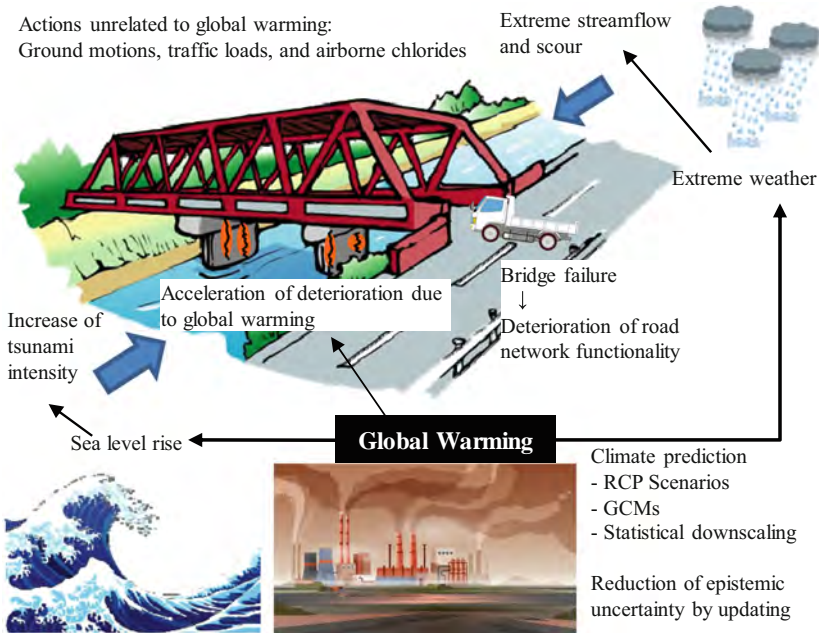 Actions unrelated to global warming:
Ground motions, traffic loads, and airborne chlorides
Extreme streamflow
and scour
Extreme weather
Bridge failure
↓
Deterioration of road
network functionality
Acceleration of deterioration due
to global warming
Increase of
tsunami
intensity
Sea level rise
Global Warming
Climate prediction
- RCP Scenarios
- GCMs
- Statistical downscaling
Reduction of epistemic
uncertainty by updating